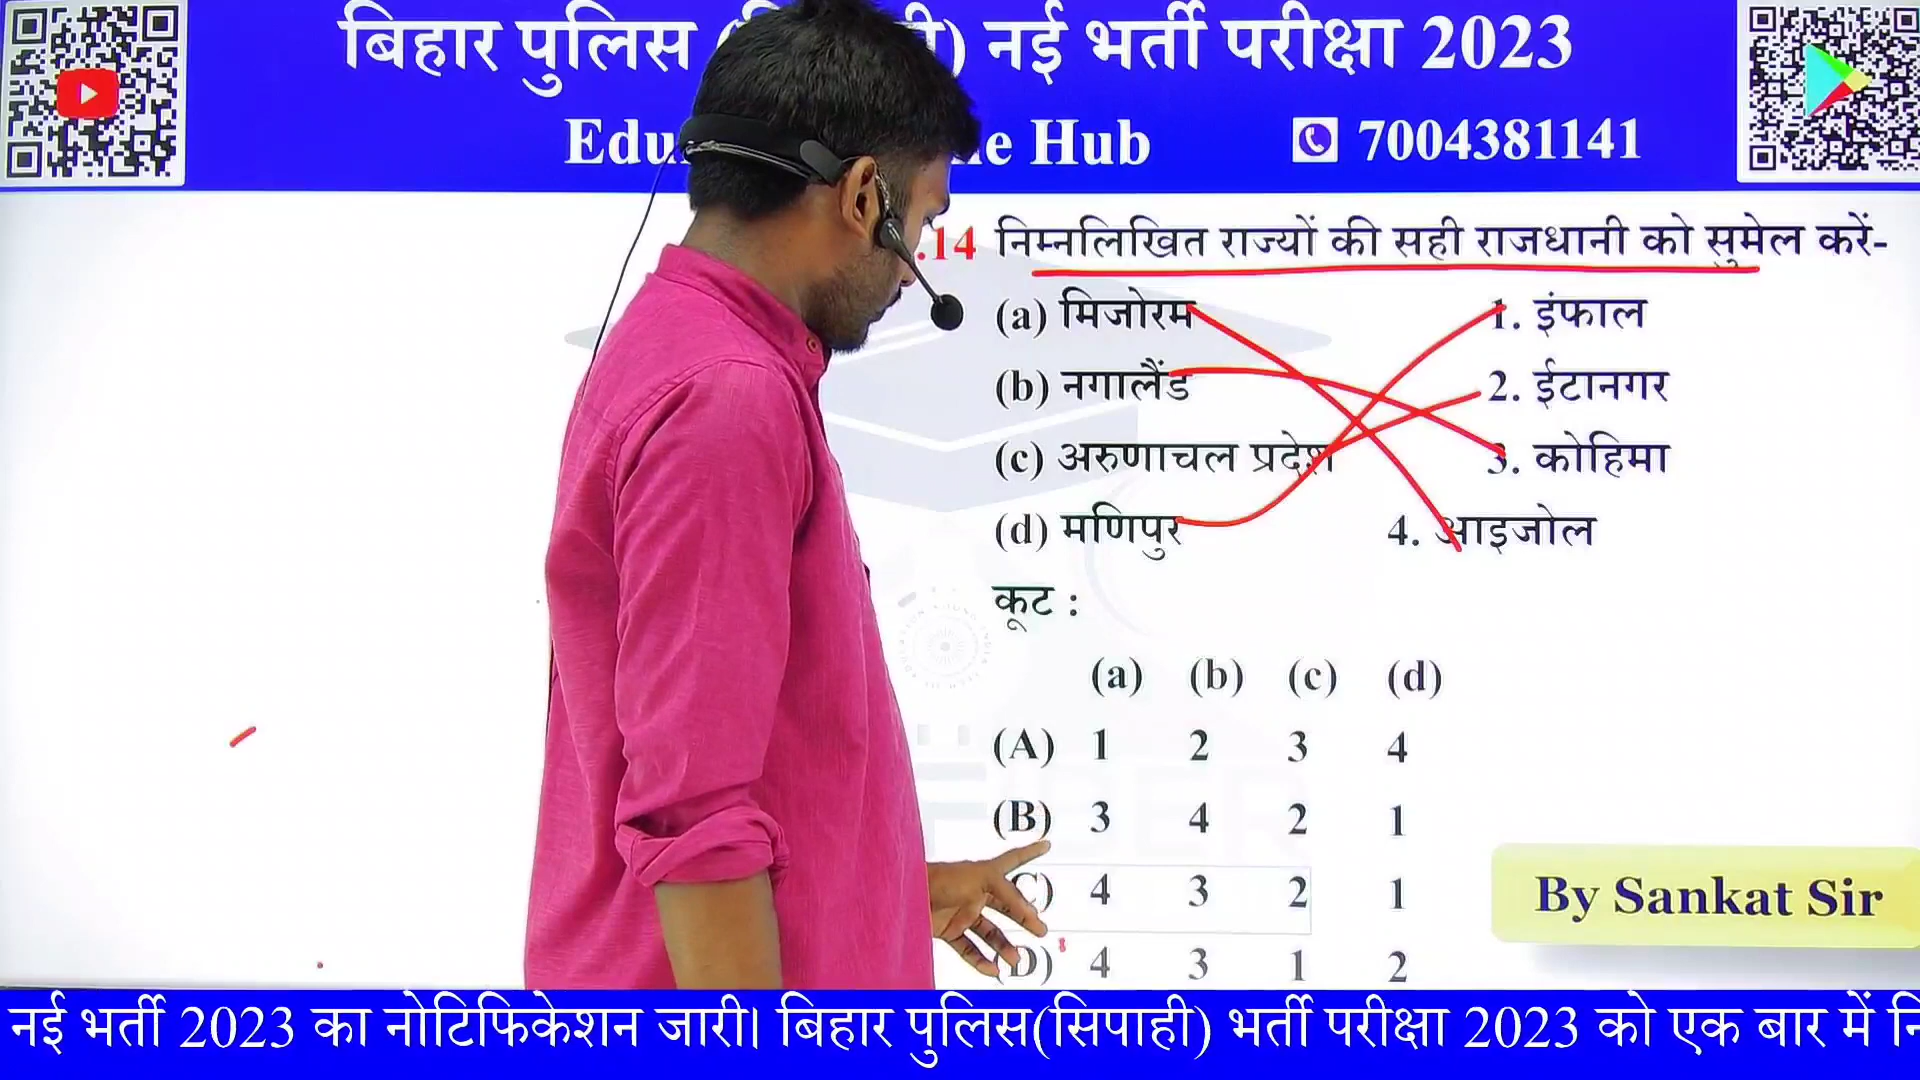 बिहार पुलिस नई भर्ती परीक्षा 2023
Hub 7004381141
.14 निम्नलिखित राज्यों की सही राजधानी को सुमेल करें-
(a) मिजोरम 1. इंफाल
(b) नगालैंड 2. ईटानगर
(c) अरुणाचल प्रदेश 3. कोहिमा
(d) मणिपुर 4. आइजोल
कूट :
(a) (b) (c) (d)
(A) 1 2 3 4
(B) 3 4 2 1
C) 4 3 2 1
(D) 4 3 1 2
By Sankat Sir
नई भर्ती 2023 का नोटिफिकेशन जारी। बिहार पुलिस(सिपाही) भर्ती परीक्षा 2023 को एक बार में